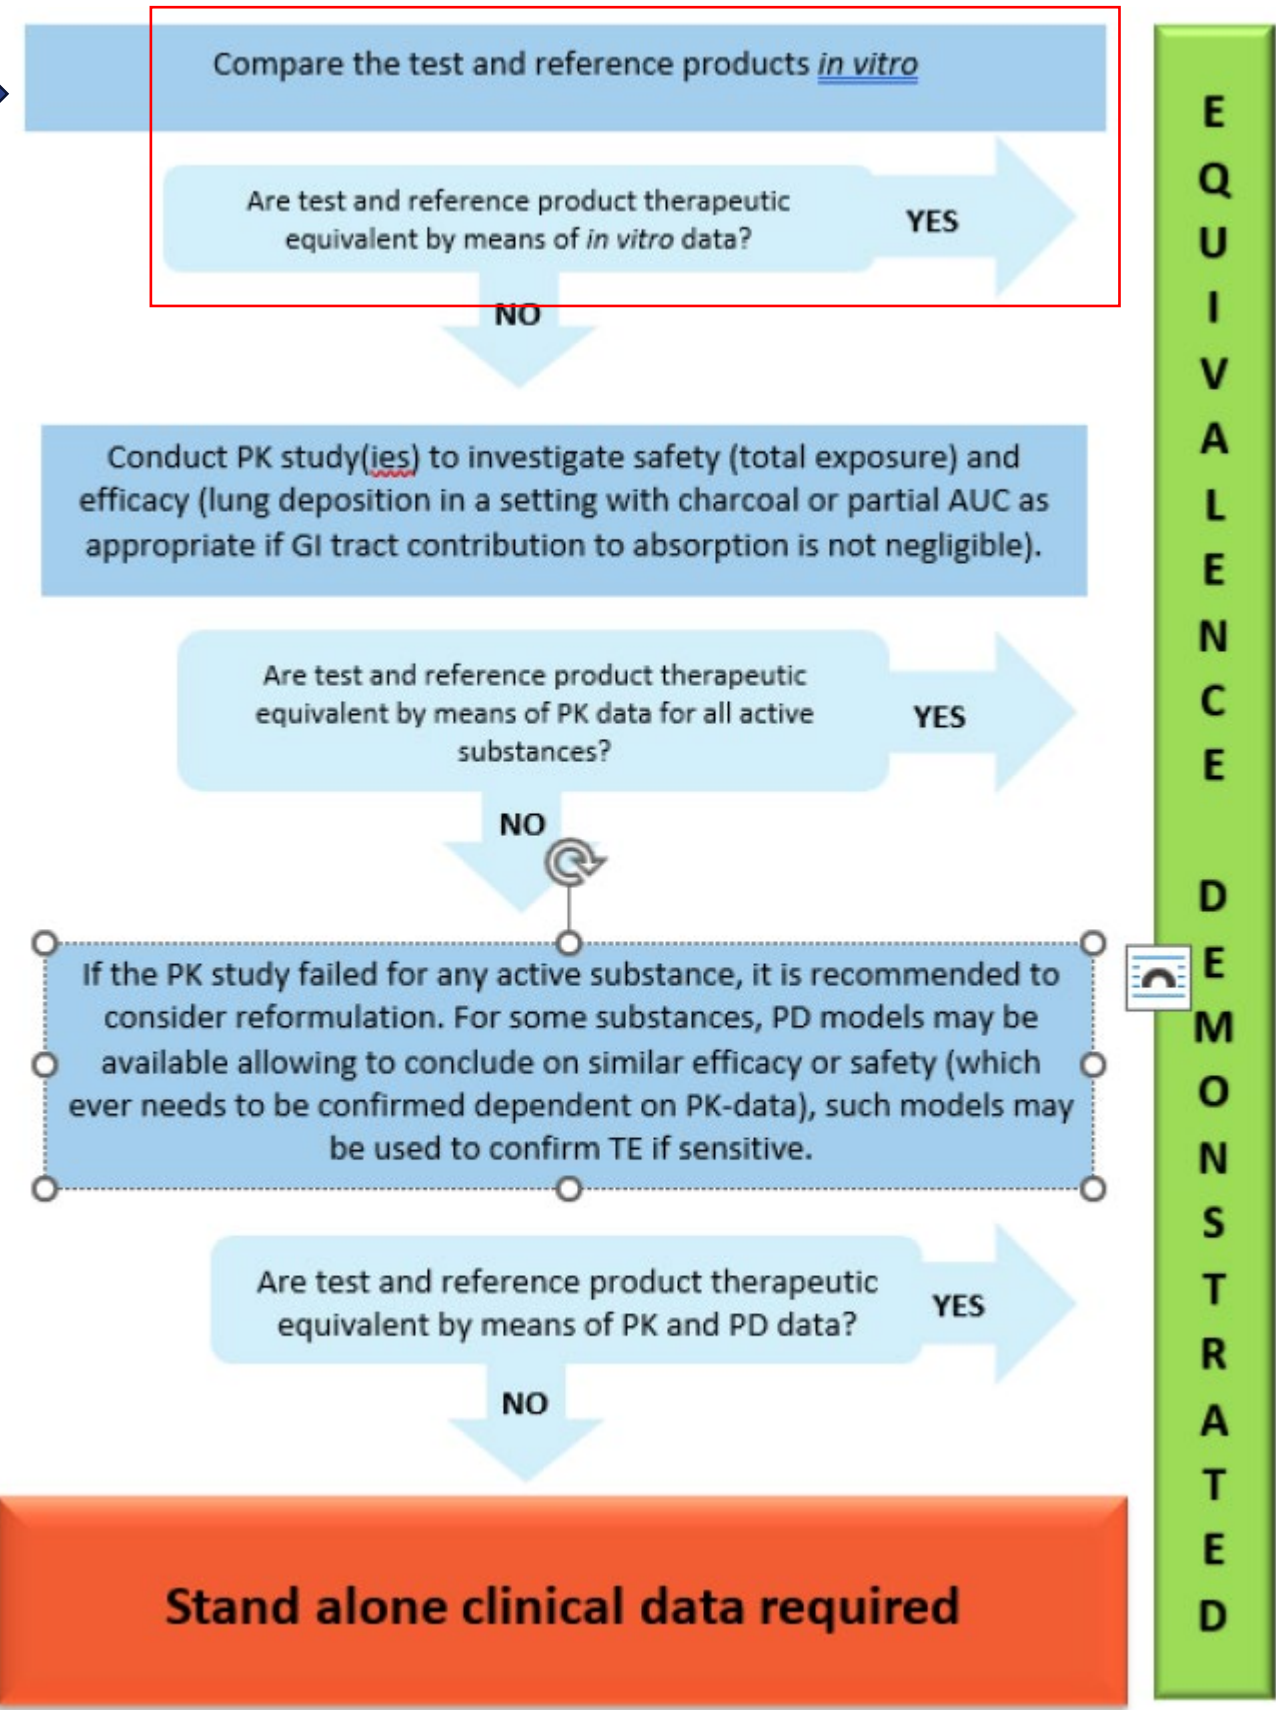 Compare the test and reference products in vitro
Are test and reference product therapeutic
equivalent by means of in vitro data?
YES
NO
Conduct PK study(ies) to investigate safety (total exposure) and
efficacy (lung deposition in a setting with charcoal or partial AUC as
appropriate if GI tract contribution to absorption is not negligible).
Are test and reference product therapeutic
equivalent by means of PK data for all active
substances?
YES
NO
If the PK study failed for any active substance, it is recommended to
consider reformulation. For some substances, PD models may be
available allowing to conclude on similar efficacy or safety (which
ever needs to be confirmed dependent on PK-data), such models may
be used to confirm TE if sensitive.
Are test and reference product therapeutic
equivalent by means of PK and PD data?
YES
NO
Stand alone clinical data required
EQUIVALENCE DEMONSTRATED